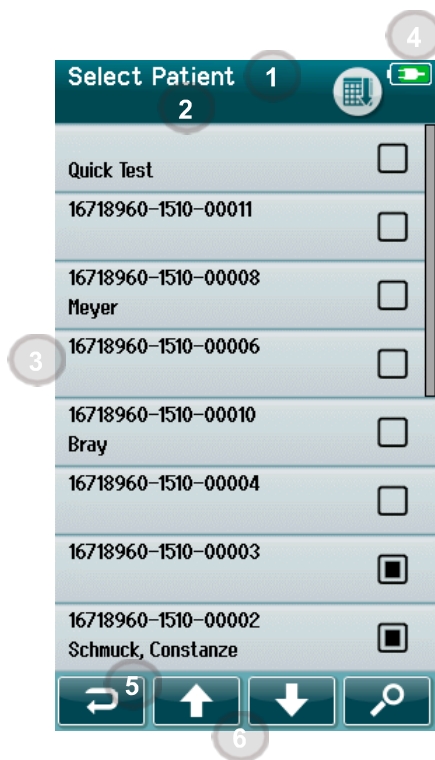 4
Select Patient 1
2
Quick Test
16718960-1510-00011
16718960-1510-00008
Meyer
3
16718960-1510-00006
16718960-1510-00010
Bray
16718960-1510-00004
16718960-1510-00003
16718960-1510-00002
Schmuck, Constanze
5
6